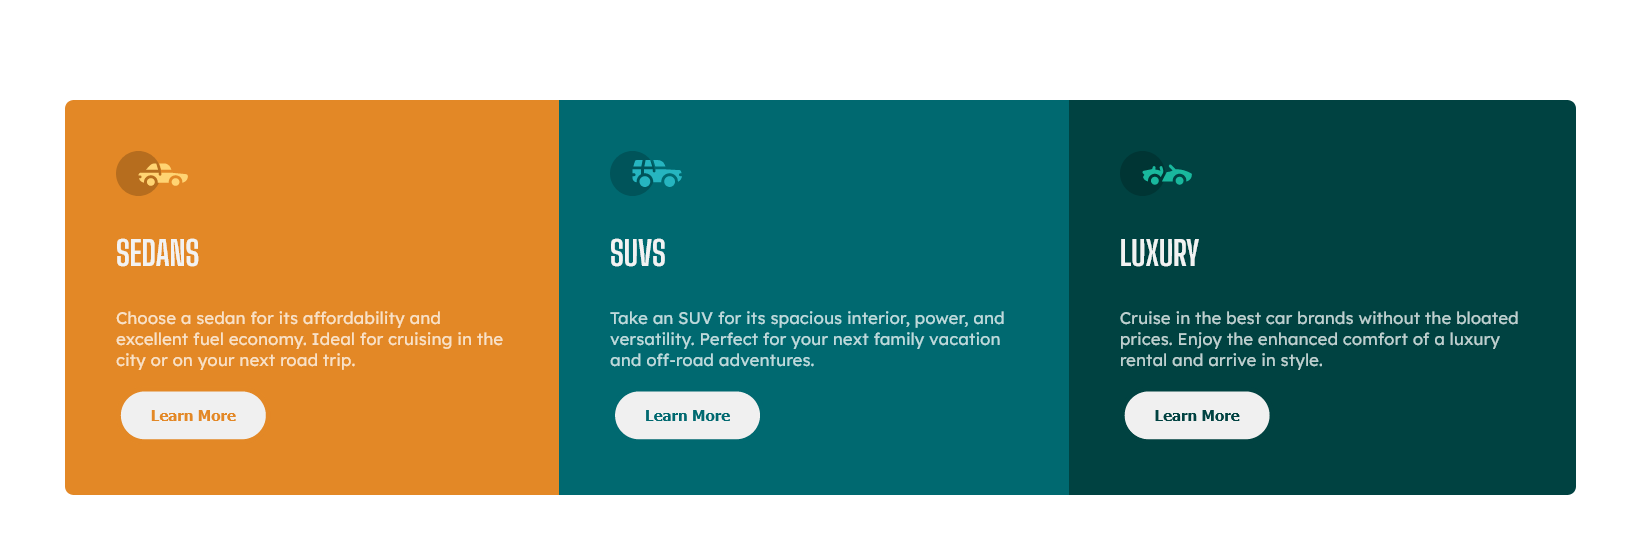 SEDANS
Choose a sedan for its affordability and
excellent fuel economy. Ideal for cruising in the
city or on your next road trip.
Learn More
SUVS
Take an SUV for its spacious interior, power, and
versatility. Perfect for your next family vacation
and off-road adventures.
Learn More
LUXURY
Cruise in the best car brands without the bloated
prices. Enjoy the enhanced comfort of a luxury
rental and arrive in style.
Learn More